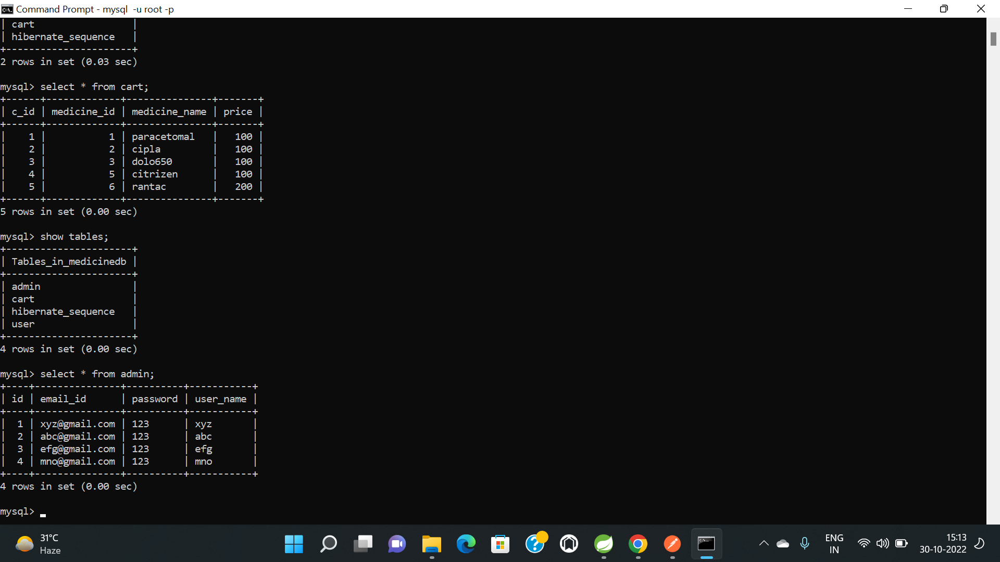 Command Prompt - mysql  -u root -p
| cart                 |
| hibernate_sequence   |
+----------------------+
2 rows in set (0.03 sec)

mysql> select * from cart;
+------+-------------+---------------+-------+
| c_id | medicine_id | medicine_name | price |
+------+-------------+---------------+-------+
|    1 |           1 | paracetomal   |   100 |
|    2 |           2 | cipla         |   100 |
|    3 |           3 | dolo650       |   100 |
|    4 |           5 | citrizen      |   100 |
|    5 |           6 | rantac        |   200 |
+------+-------------+---------------+-------+
5 rows in set (0.00 sec)

mysql> show tables;
+----------------------+
| Tables_in_medicinedb |
+----------------------+
| admin                |
| cart                 |
| hibernate_sequence   |
| user                 |
+----------------------+
4 rows in set (0.00 sec)

mysql> select * from admin;
+----+---------------+----------+-----------+
| id | email_id      | password | user_name |
+----+---------------+----------+-----------+
|  1 | xyz@gmail.com | 123      | xyz       |
|  2 | abc@gmail.com | 123      | abc       |
|  3 | efg@gmail.com | 123      | efg       |
|  4 | mno@gmail.com | 123      | mno       |
+----+---------------+----------+-----------+
4 rows in set (0.00 sec)

mysql> _
31°C
Haze
ENG
IN
15:13
30-10-2022